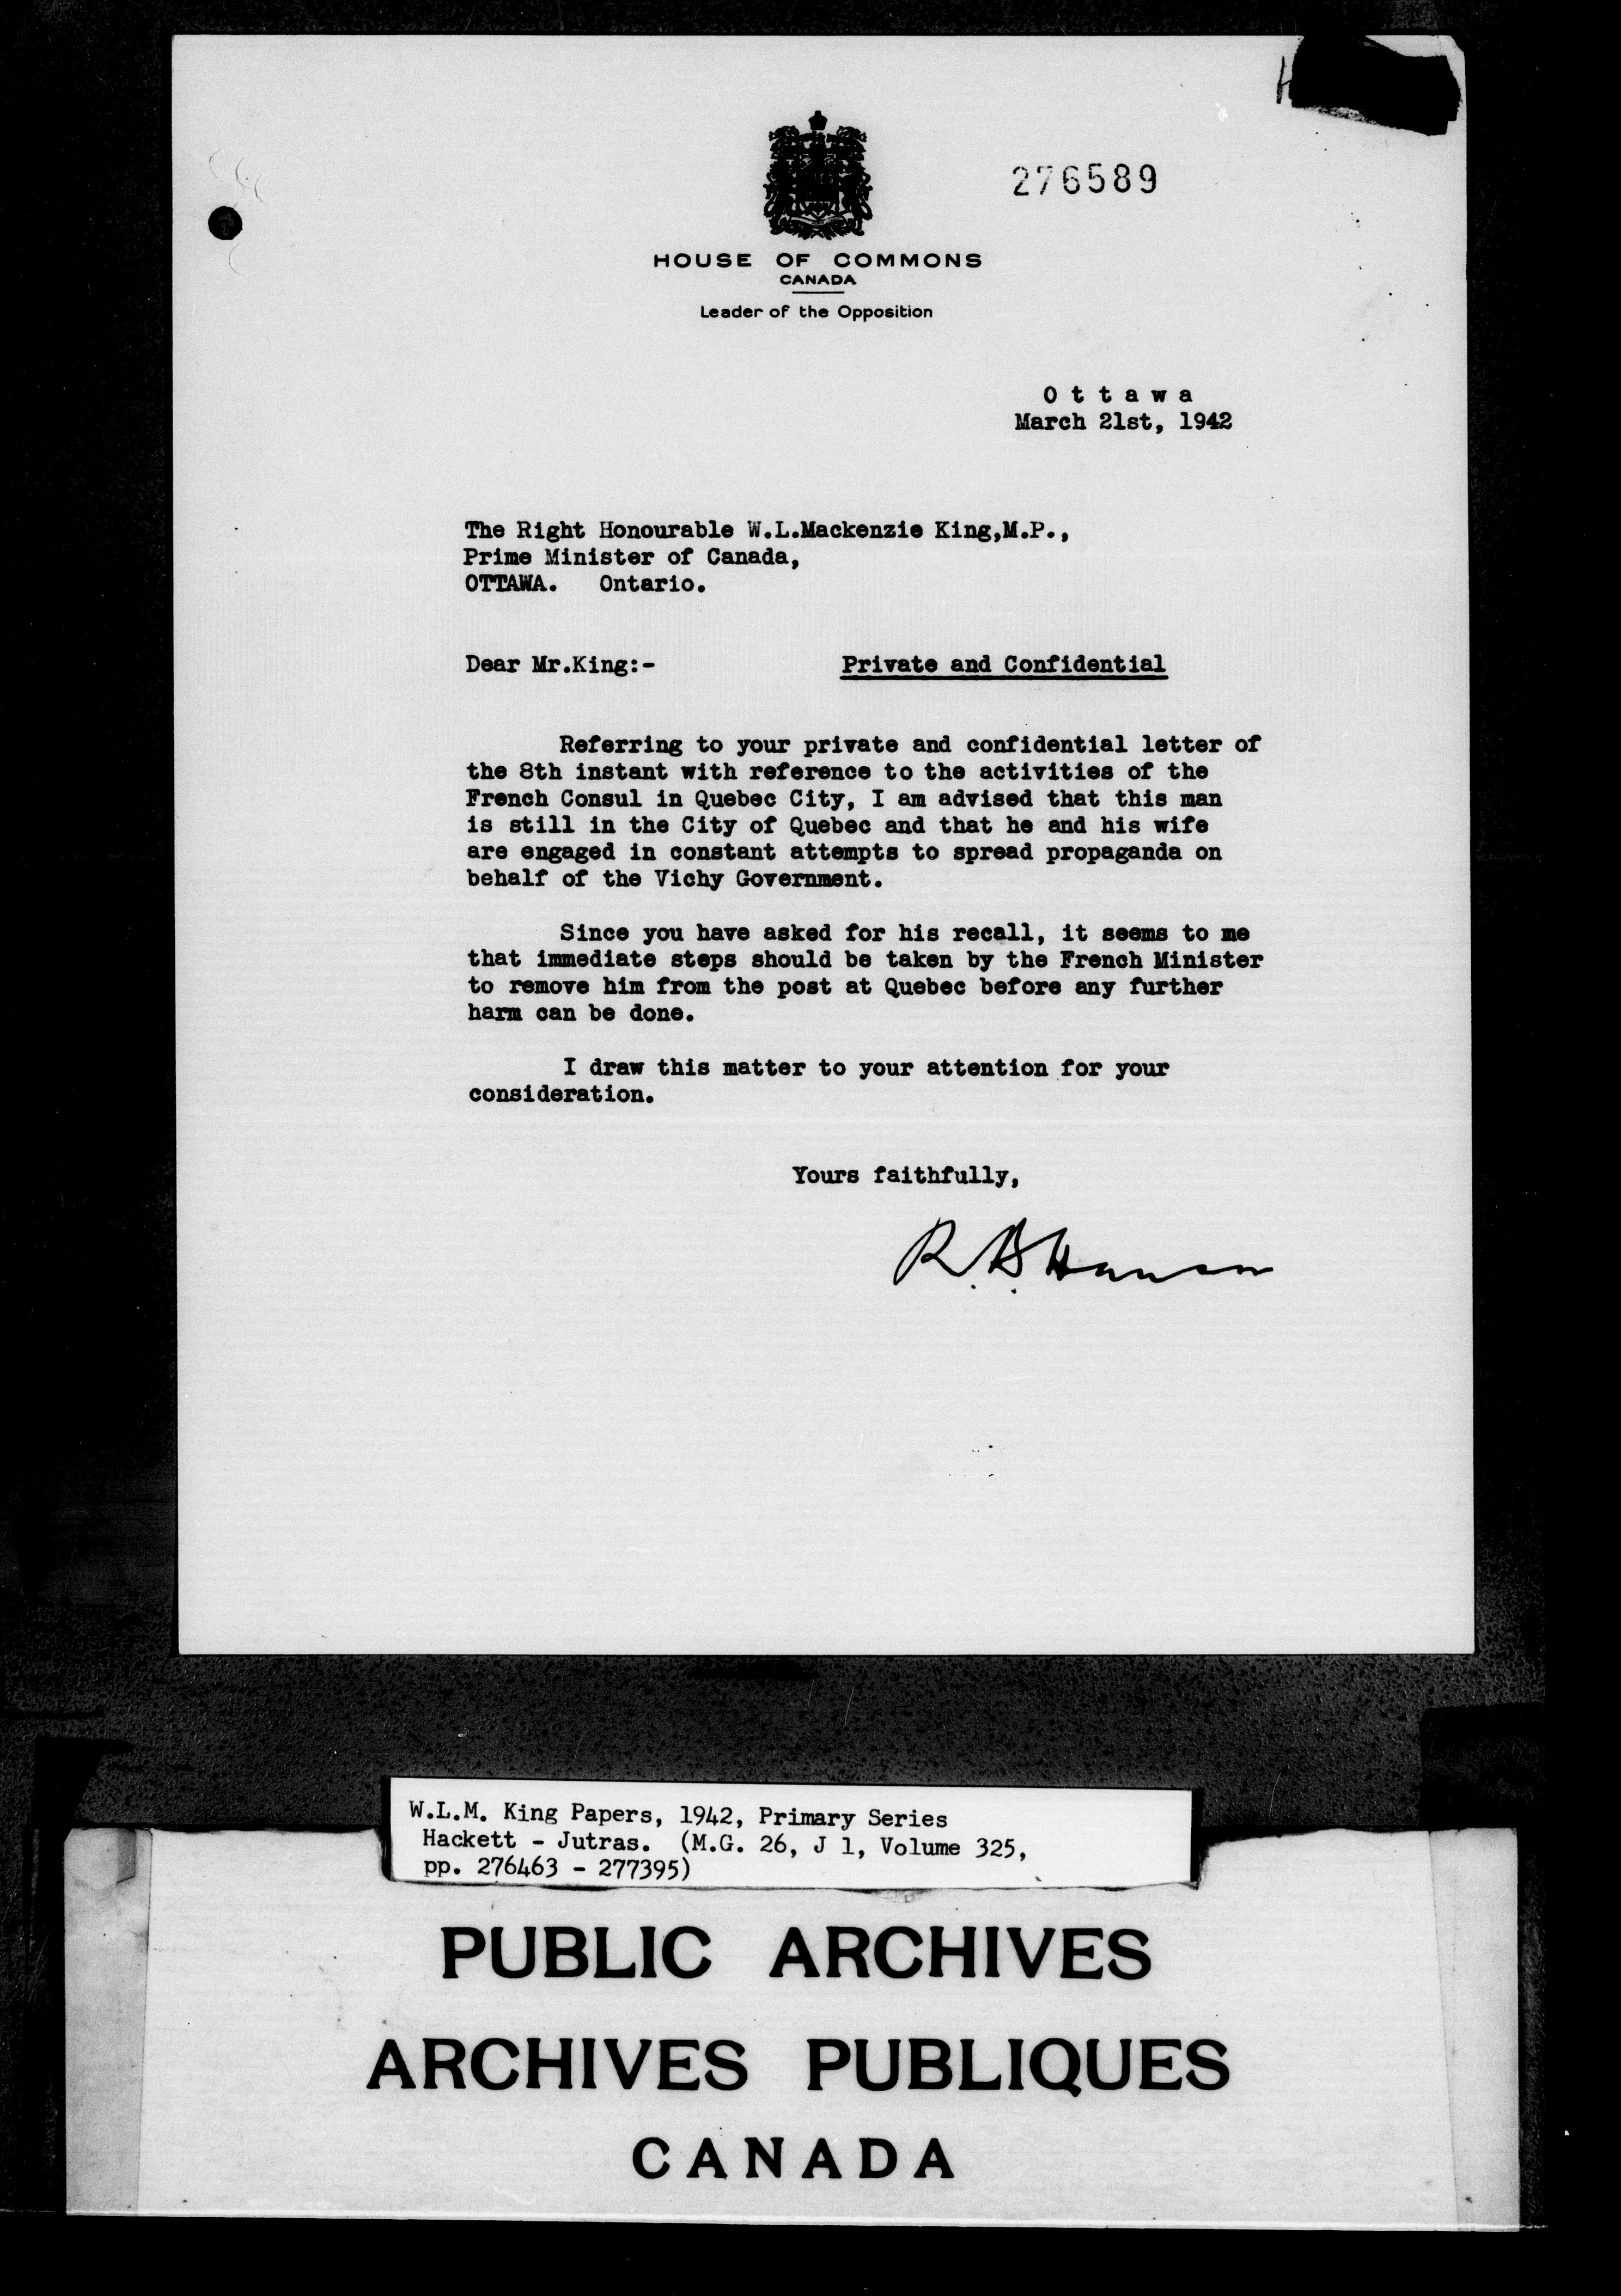 276589
HOUSE OF COMMONS
CANADA
Leader of the Opposition
Ottawa
March 21st, 1942
The Right Honourable W.L.Mackenzie King,M.P.,
Prime Minister of Canada,
OTTAWA. Ontario.
Dear Mr.King:- Private and Confidential
Referring to your private and confidential letter of
the 8th instant with reference to the activities of the
French Consul in Quebec City, I am advised that this man
is still in the City of Quebec and that he and his wife
are engaged in constant attempts to spread propaganda on
behalf of the Vichy Government.
Since you have asked for his recall, it seems to me
that immediate steps should be taken by the French Minister
to remove him from the post at Quebec before any further
harm can be done.
I draw this matter to your attention for your
consideration.
Yours faithfully,
R.B. Hanson
W.L.M. King Papers, 1942, Primary Series
Hackett - Jutras. (M.G. 26, J 1, Volume 325,
pp. 276463 - 277395)
PUBLIC ARCHIVES
ARCHIVES PUBLIQUES
CANADA